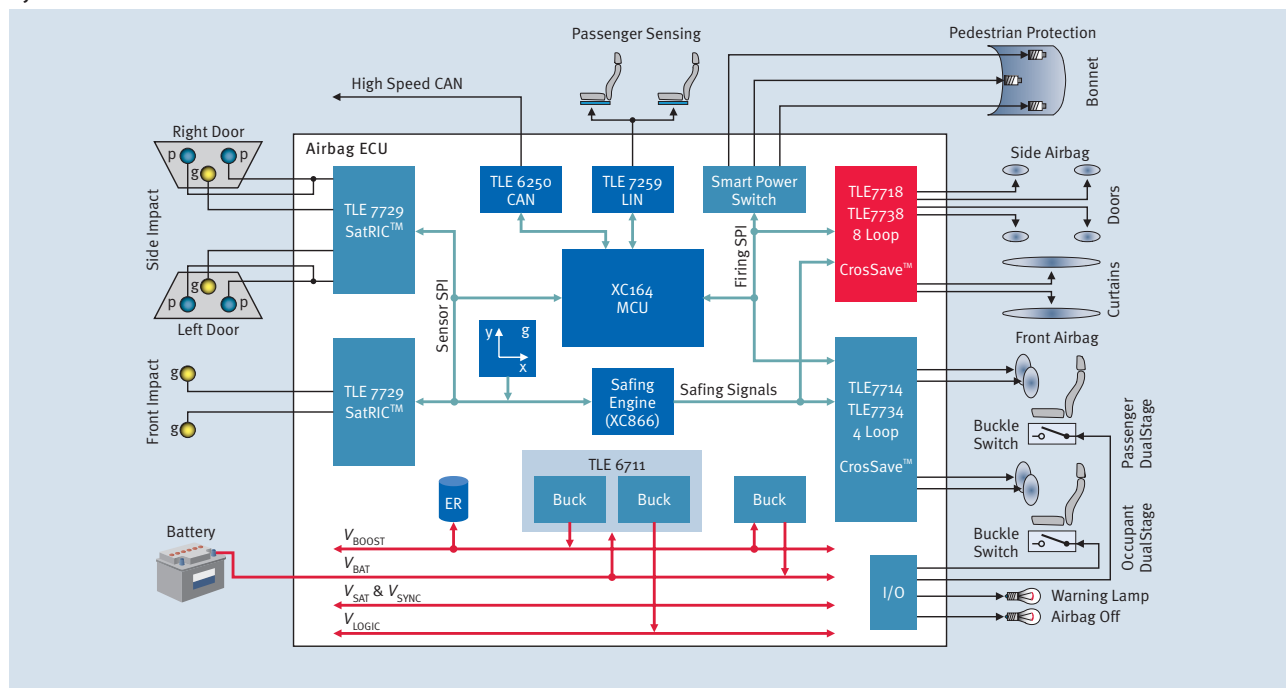 Passenger Sensing
Pedestrian Protection
Bonnet
High Speed CAN
Right Door
p
p
g
Side Impact
g
p
p
Left Door
Front Impact
g
g
Airbag ECU
TLE 7729
SatRIC™
TLE 6250
CAN
TLE 7259
LIN
Smart Power
Switch
TLE7718
TLE7738
8 Loop
CrosSave™
Side Airbag
Doors
Curtains
Sensor SPI
Firing SPI
XC164
MCU
y
g
x
TLE 7729
SatRIC™
Safing
Engine
(XC866)
Safing Signals
TLE7714
TLE7734
4 Loop
CrosSave™
Front Airbag
Buckle
Switch
Passenger
DualStage
Buckle
Switch
Occupant
DualStage
TLE 6711
ER
Buck
Buck
Buck
Battery
VBOOST
VBAT
VSAT & VSYNC
VLOGIC
I/O
Warning Lamp
Airbag Off